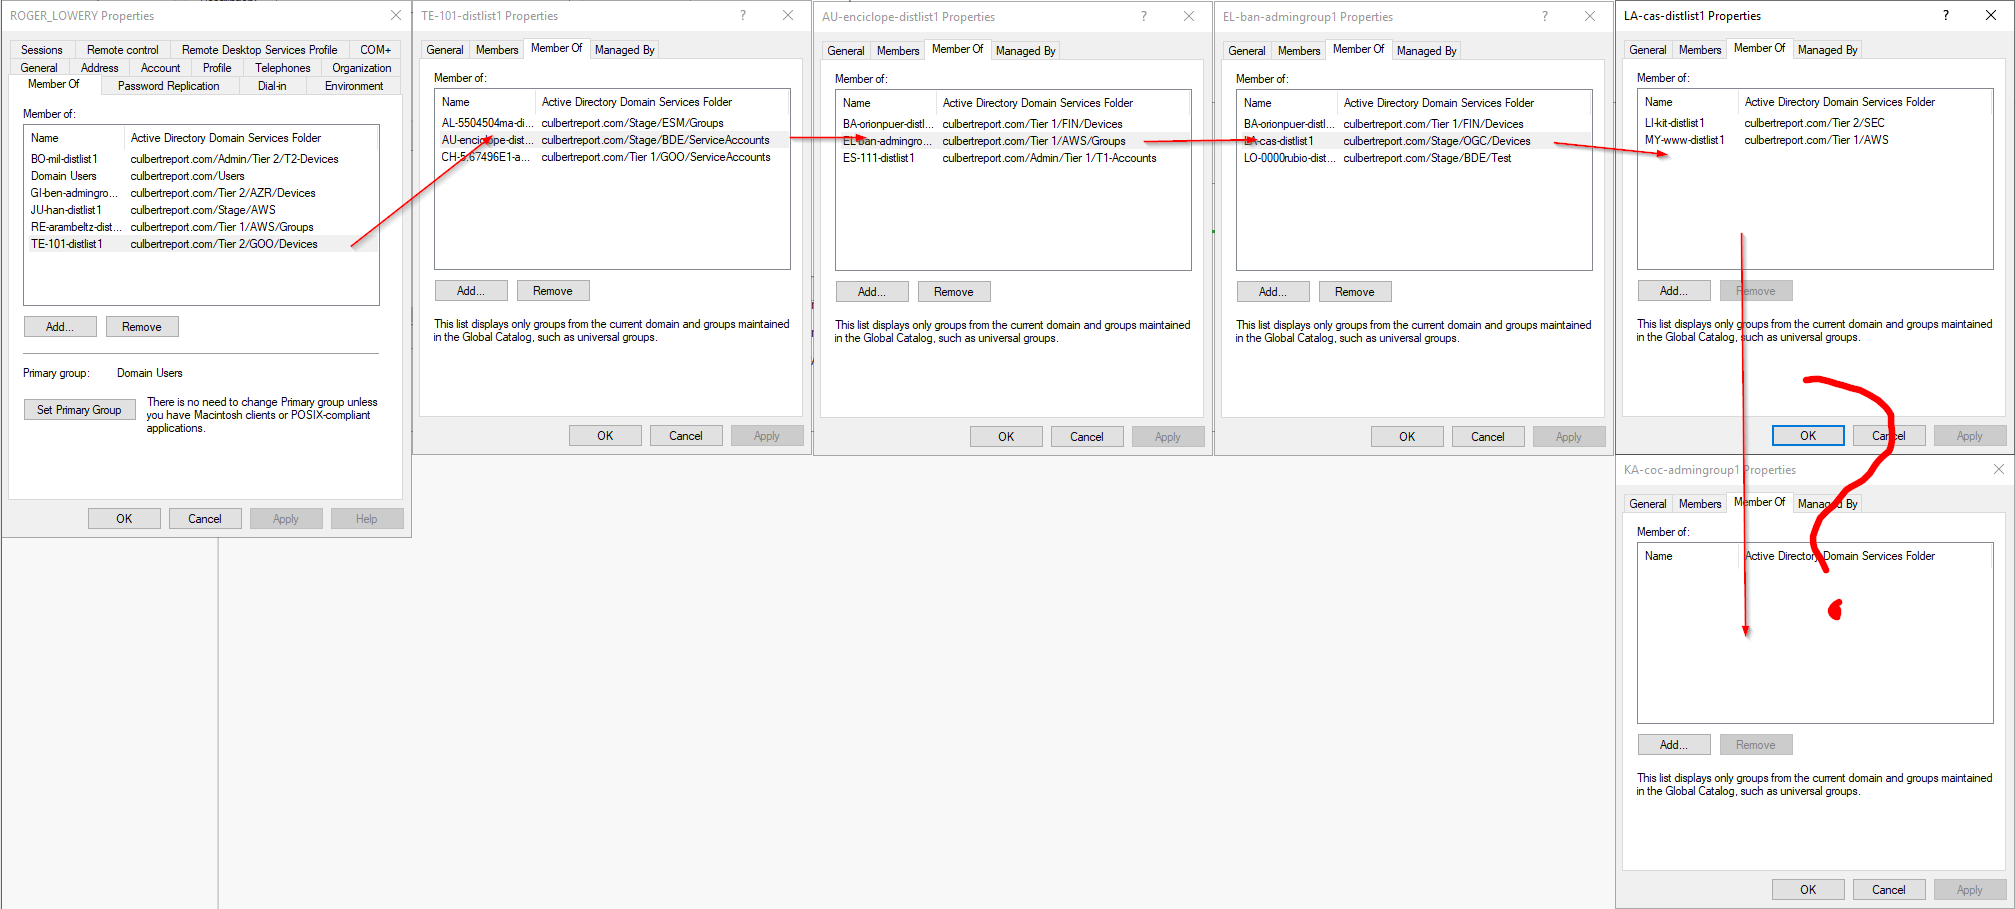 ROGER_LOWERY Properties
Sessions Remote control Remote Desktop Services Profile COM+
General Address Account Profile Telephones Organization
Member Of Password Replication Dial-in Environment
Member of:
Name Active Directory Domain Services Folder
BO-mil-distlist1 culbertreport.com/Admin/Tier 2/T2-Devices
Domain Users culbertreport.com/Users
GI-ben-admingro... culbertreport.com/Tier 2/AZR/Devices
JU-han-distlist1 culbertreport.com/Stage/AWS
RE-arambeltz-dist... culbertreport.com/Tier 1/AWS/Groups
TE-101-distlist1 culbertreport.com/Tier 2/GOO/Devices
Add... Remove
Primary group: Domain Users
Set Primary Group
There is no need to change Primary group unless
you have Macintosh clients or POSIX-compliant
applications.
OK Cancel Apply Help
TE-101-distlist1 Properties ?
General Members Member Of Managed By
Member of:
Name Active Directory Domain Services Folder
AL-5504504ma-di... culbertreport.com/Stage/ESM/Groups
AU-enciclope-dist... culbertreport.com/Stage/BDE/ServiceAccounts
CH-5.67496E1-a... culbertreport.com/Tier 1/GOO/ServiceAccounts
Add... Remove
This list displays only groups from the current domain and groups maintained
in the Global Catalog, such as universal groups.
OK Cancel Apply
AU-enciclope-distlist1 Properties ?
General Members Member Of Managed By
Member of:
Name Active Directory Domain Services Folder
BA-orionpuer-distl... culbertreport.com/Tier 1/FIN/Devices
EL-ban-admingro... culbertreport.com/Tier 1/AWS/Groups
ES-111-distlist1 culbertreport.com/Admin/Tier 1/T1-Accounts
Add... Remove
This list displays only groups from the current domain and groups maintained
in the Global Catalog, such as universal groups.
OK Cancel Apply
EL-ban-admingroup1 Properties ?
General Members Member Of Managed By
Member of:
Name Active Directory Domain Services Folder
BA-orionpuer-distl... culbertreport.com/Tier 1/FIN/Devices
LA-cas-distlist1 culbertreport.com/Stage/OGC/Devices
LO-0000rubio-dist... culbertreport.com/Stage/BDE/Test
Add... Remove
This list displays only groups from the current domain and groups maintained
in the Global Catalog, such as universal groups.
OK Cancel Apply
LA-cas-distlist1 Properties ?
General Members Member Of Managed By
Member of:
Name Active Directory Domain Services Folder
LI-kit-distlist1 culbertreport.com/Tier 2/SEC
MY-www-distlist1 culbertreport.com/Tier 1/AWS
Add... Remove
This list displays only groups from the current domain and groups maintained
in the Global Catalog, such as universal groups.
?
OK Cancel Apply
KA-coc-admingroup1 Properties
General Members Member Of Managed By
Member of:
Name Active Directory Domain Services Folder
Add... Remove
This list displays only groups from the current domain and groups maintained
in the Global Catalog, such as universal groups.
OK Cancel Apply